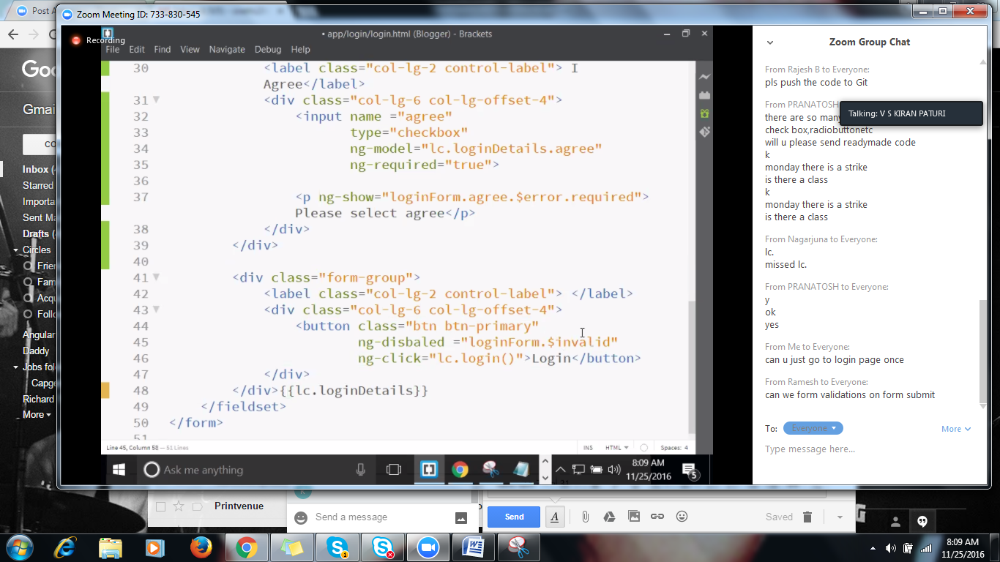 Post A
Zoom Meeting ID: 733-830-545
Recording
• app/login/login.html (Blogger) - Brackets
File Edit Find View Navigate Debug Help
30 <label class="col-lg-2 control-label"> I
Agree</label>
31 <div class="col-lg-6 col-lg-offset-4">
32 <input name ="agree"
33 type="checkbox"
34 ng-model="lc.loginDetails.agree"
35 ng-required="true">
36
37 <p ng-show="loginForm.agree.$error.required">
Please select agree</p>
38 </div>
39 </div>
40
41 <div class="form-group">
42 <label class="col-lg-2 control-label"> </label>
43 <div class="col-lg-6 col-lg-offset-4">
44 <button class="btn btn-primary"
45 ng-disbaled ="loginForm.$invalid"
46 ng-click="lc.login()">Login</button>
47 </div>
48 </div>{{lc.loginDetails}}
49 </fieldset>
50 </form>
51
Line 45, Column 58 — 51 Lines
INS HTML Spaces: 4
Ask me anything
8:09 AM
11/25/2016
5
Zoom Group Chat
From Rajesh B to Everyone:
pls push the code to Git
From PRANATOSH
Talking: V S KIRAN PATURI
there are so many
check box,radiobuttonetc
will u please send readymade code
k
monday there is a strike
is there a class
k
monday there is a strike
is there a class
From Nagarjuna to Everyone:
lc.
missed lc.
From PRANATOSH to Everyone:
y
ok
yes
From Me to Everyone:
can u just go to login page once
From Ramesh to Everyone:
can we form validations on form submit
To: Everyone
More
Type message here...
Goo
Gmai
CO
Inbox (
Starred
Importa
Sent Ma
Drafts (
Circles
Frie
Fam
Acqu
Follo
Angular
Daddy
Jobs fol
Capg
Richard
More
Printvenue
Send a message
Send
Saved
8:09 AM
11/25/2016